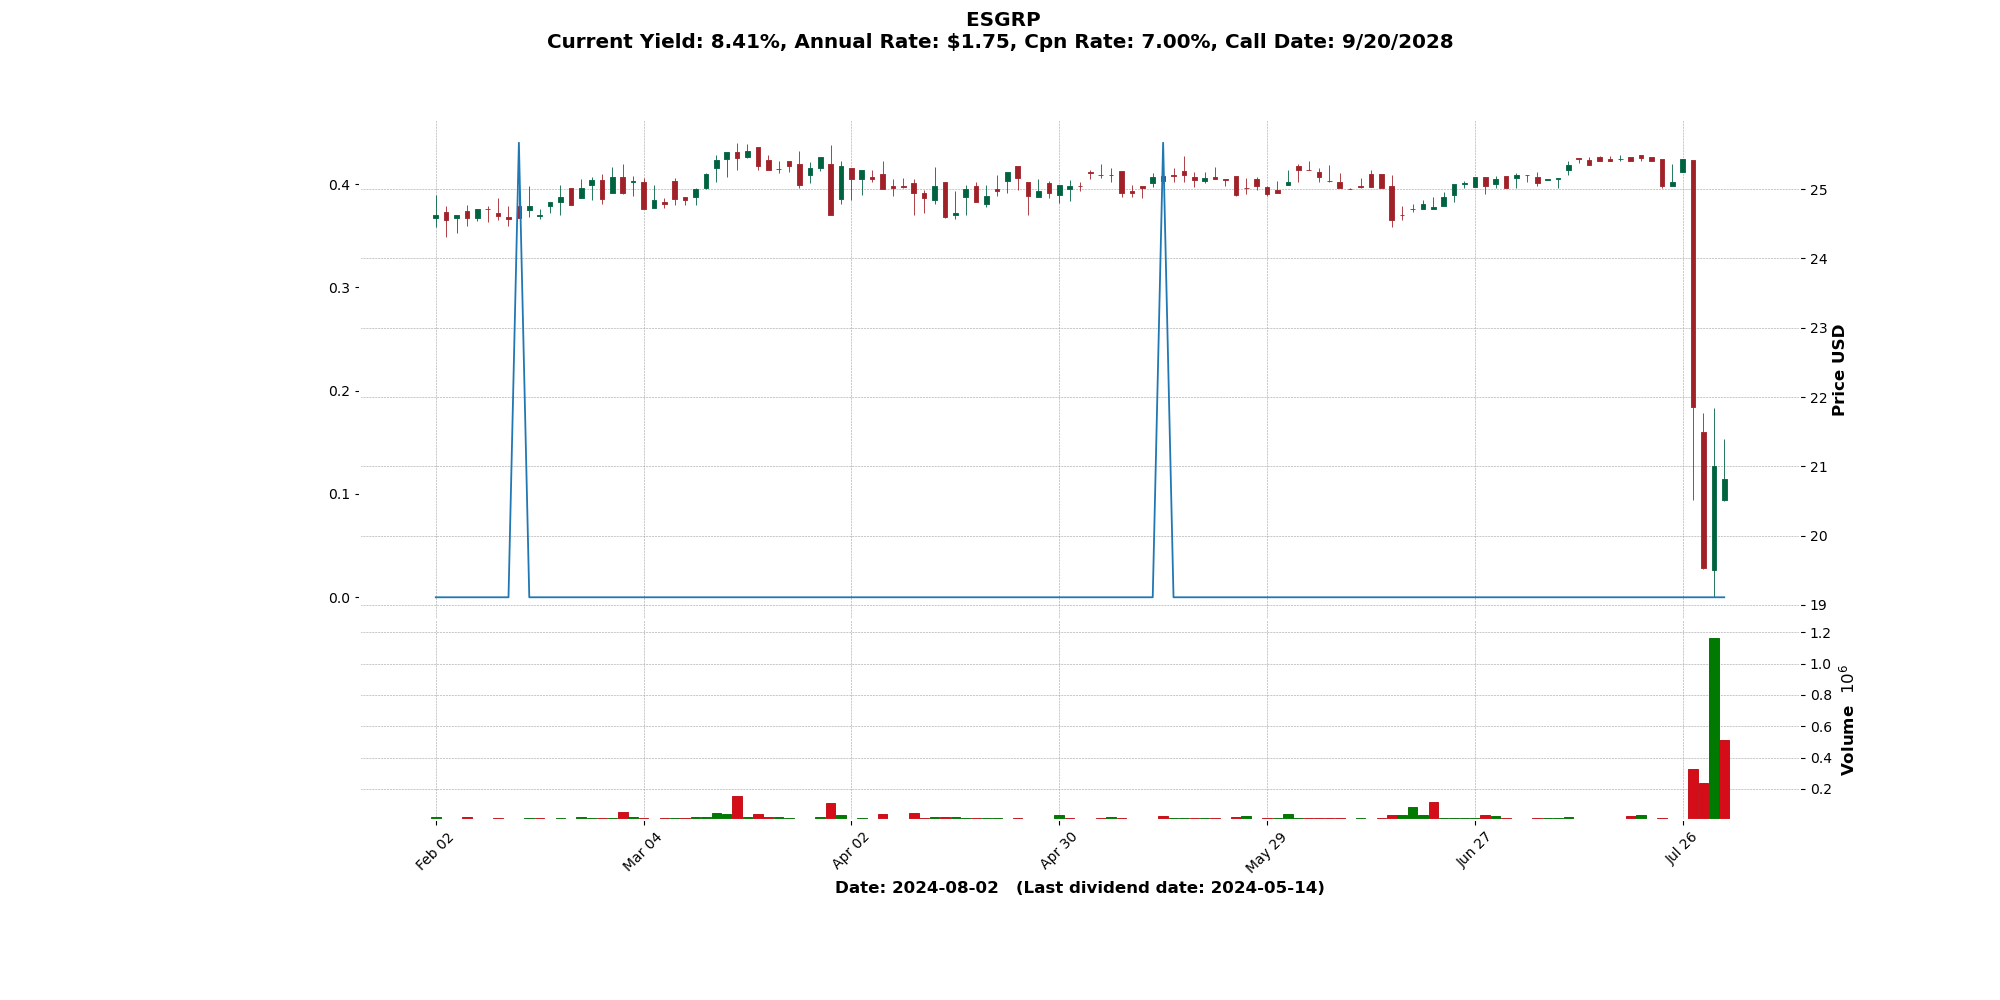 ESGRP
Current Yield: 8.41%, Annual Rate: $1.75, Cpn Rate: 7.00%, Call Date: 9/20/2028
0.4
0.3
0.2
0.1
0.0
25
24
23
22
21
20
19
Price USD
1.2
1.0
0.8
0.6
0.4
0.2
Volume 10^6
Feb 02
Mar 04
Apr 02
Apr 30
May 29
Jun 27
Jul 26
Date: 2024-08-02 (Last dividend date: 2024-05-14)